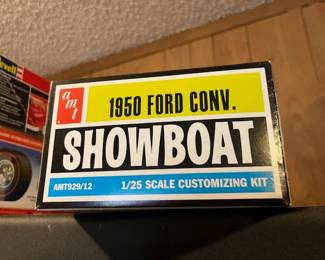 amt
1950 FORD CONV.
SHOWBOAT
AMT929/12
1/25 SCALE CUSTOMIZING KIT